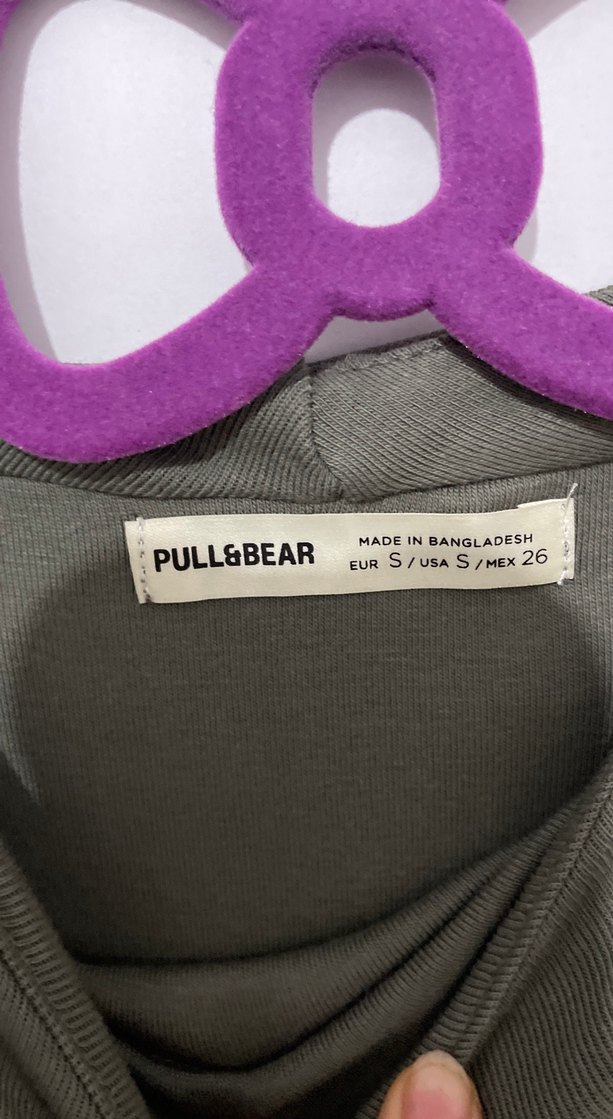 PULL&BEAR
MADE IN BANGLADESH
EUR S / USA S / MEX 26